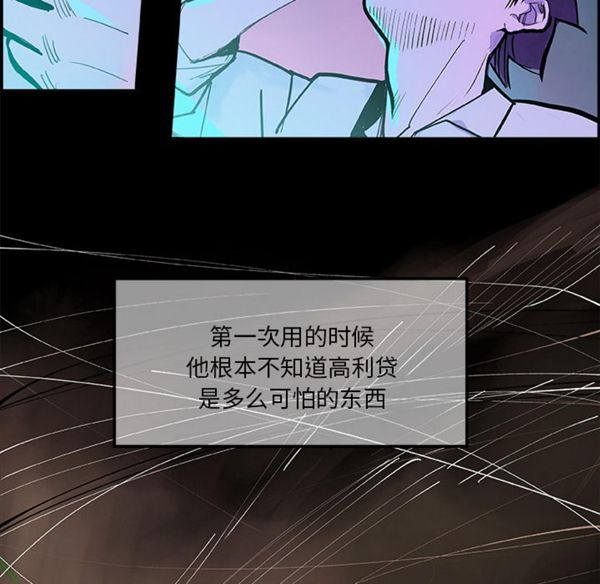 第一次用的时候
他根本不知道高利贷
是多么可怕的东西